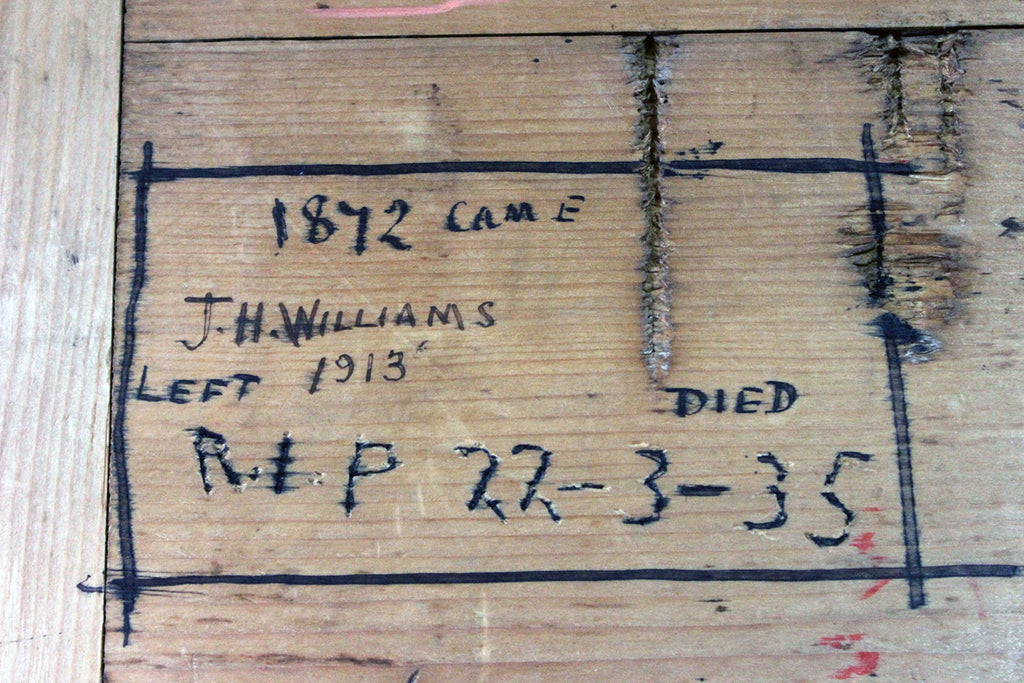 1872 CAME
J.H. WILLIAMS
LEFT 1913
DIED
R.I.P 22-3-35